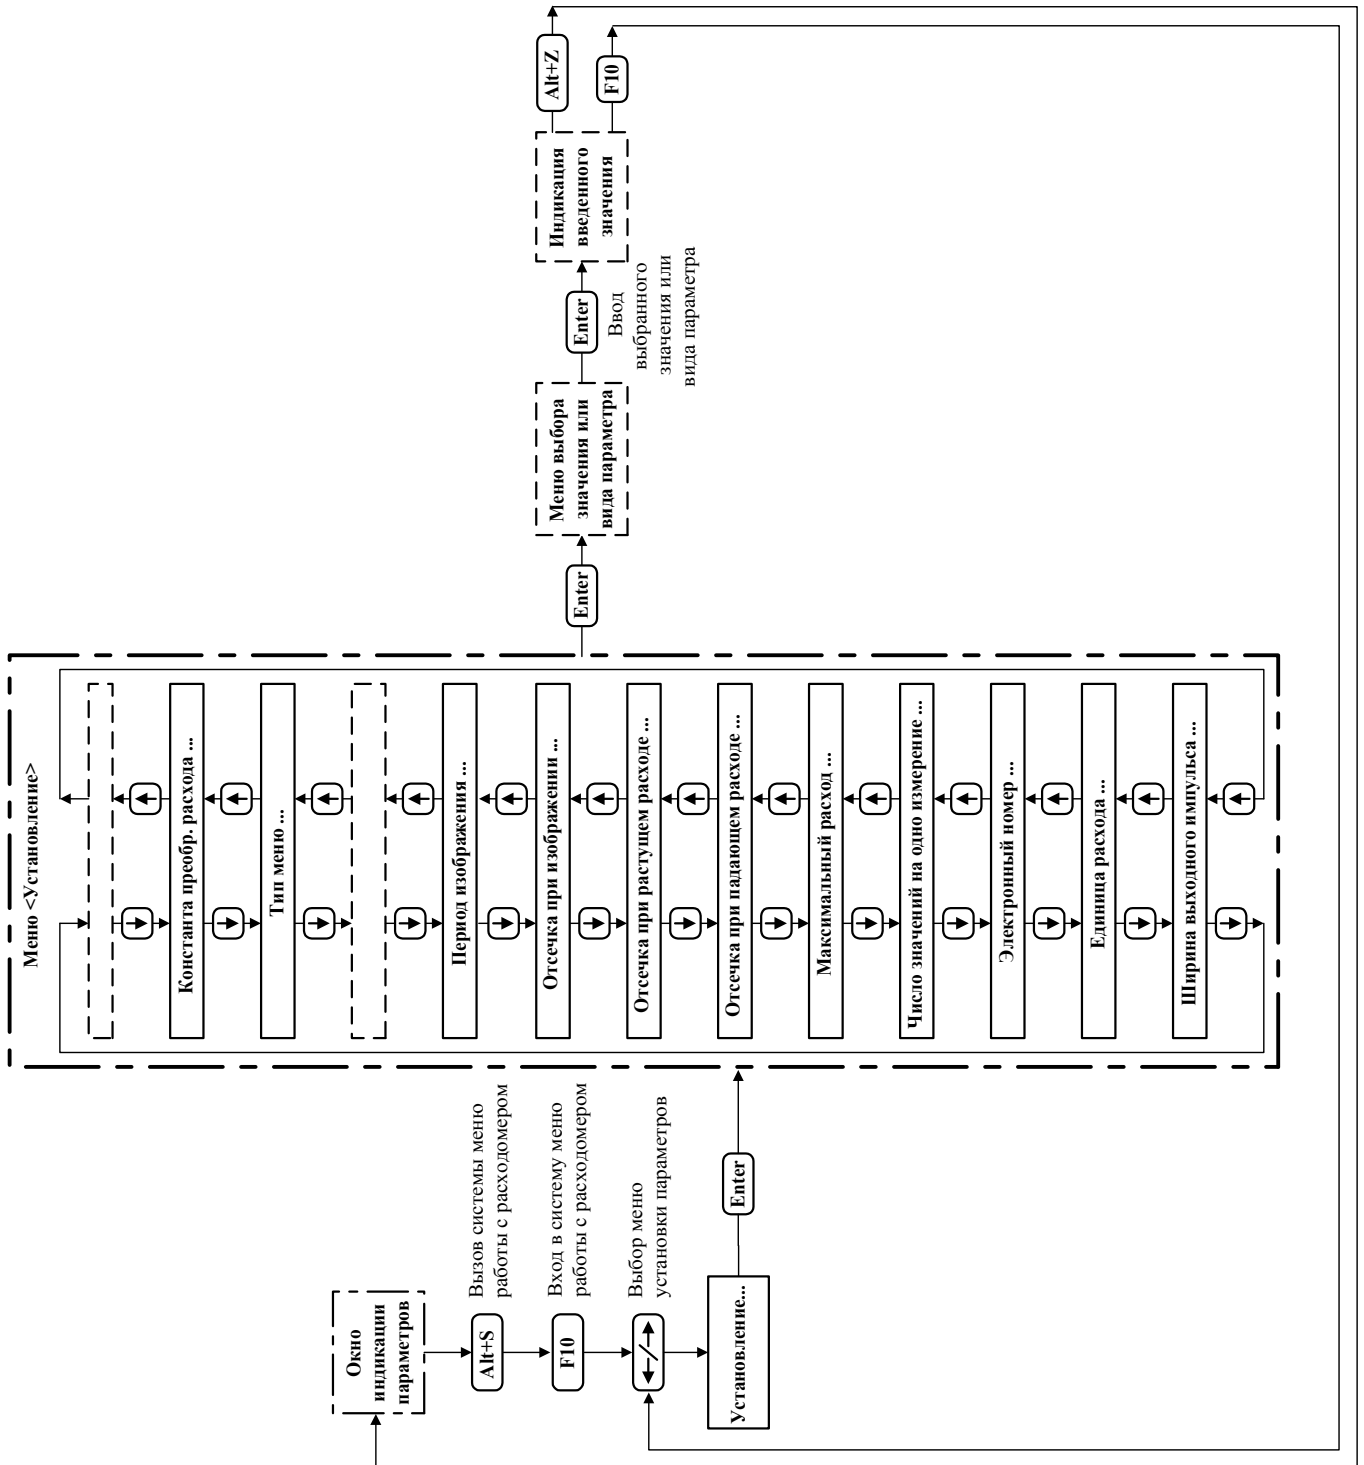 Окно
индикации
параметров
Alt+S
Вызов системы меню
работы с расходомером
F10
Вход в систему меню
работы с расходомером
Выбор меню
установки параметров
Установление...
Enter
Меню <Установление>
Константа преобр. расхода ...
Тип меню ...
Период изображения ...
Отсечка при изображении ...
Отсечка при растущем расходе ...
Отсечка при падающем расходе ...
Максимальный расход ...
Число значений на одно измерение ...
Электронный номер ...
Единица расхода ...
Ширина выходного импульса ...
Enter
Меню выбора
значения или
вида параметра
Enter
Ввод
выбранного
значения или
вида параметра
Индикация
введенного
значения
Alt+Z
F10